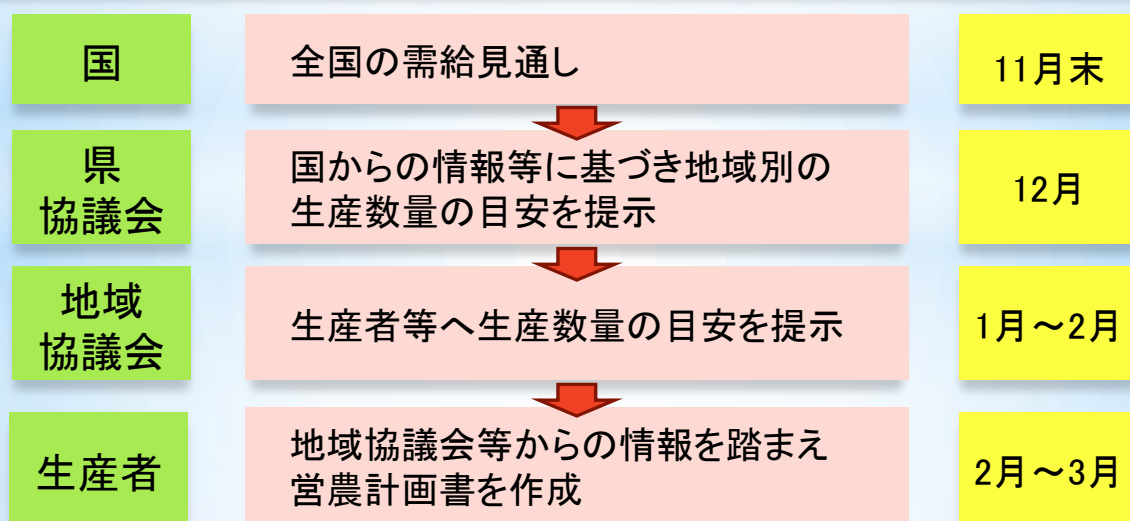 国
全国の需給見通し
11月末
県
協議会
国からの情報等に基づき地域別の
生産数量の目安を提示
12月
地域
協議会
生産者等へ生産数量の目安を提示
1月～2月
生産者
地域協議会等からの情報を踏まえ
営農計画書を作成
2月～3月